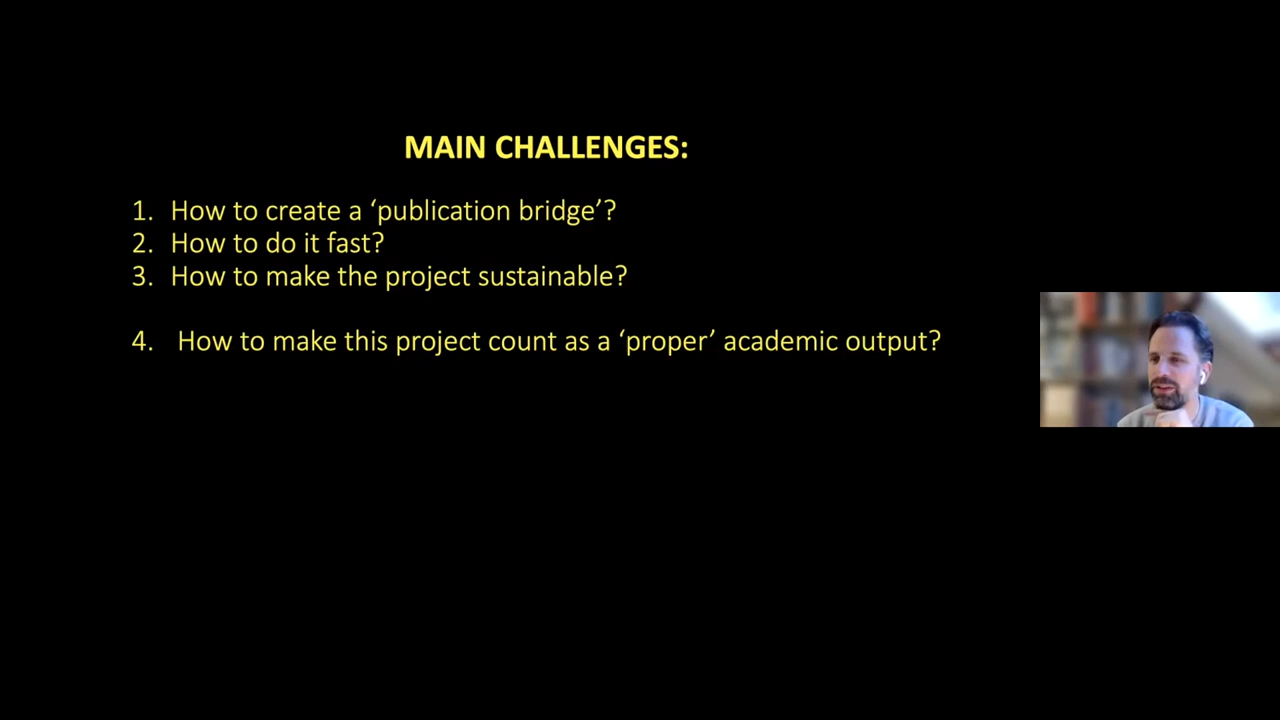 MAIN CHALLENGES:
1. How to create a ‘publication bridge’?
2. How to do it fast?
3. How to make the project sustainable?
4. How to make this project count as a ‘proper’ academic output?